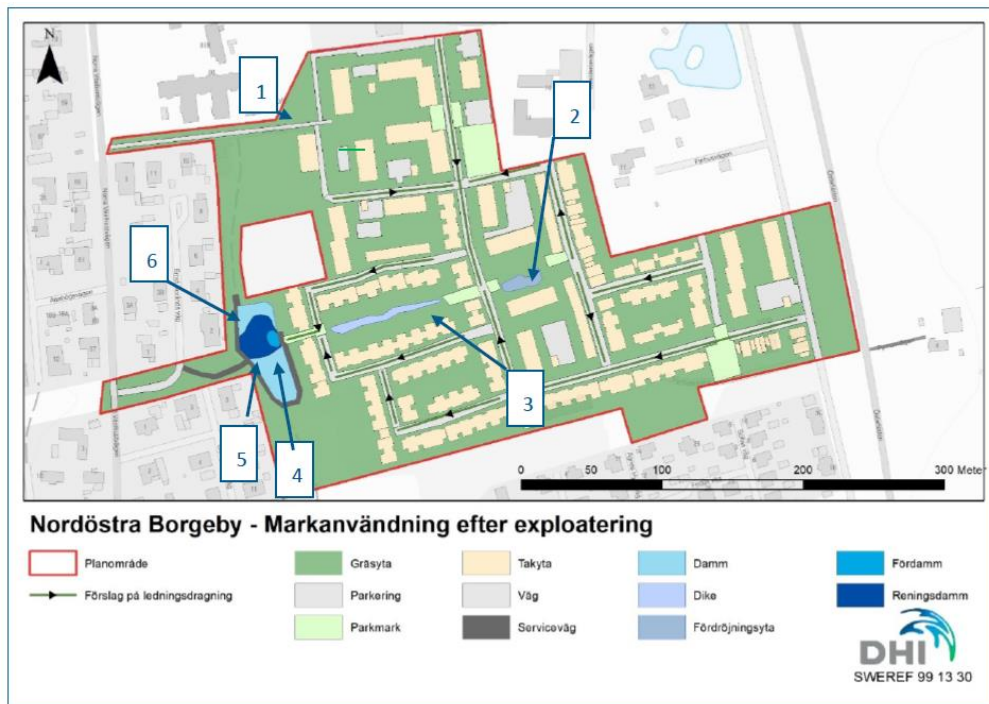 N
1
2
6
3
5
4
0 50 100 200 300 Meter
Nordöstra Borgeby - Markanvändning efter exploatering
Planområde
Gräsyta
Takyta
Damm
Fördamm
Förslag på ledningsdragning
Parkering
Väg
Dike
Reningsdamm
Parkmark
Serviceväg
Fördröjningsyta
DHI
SWEREF 99 13 30